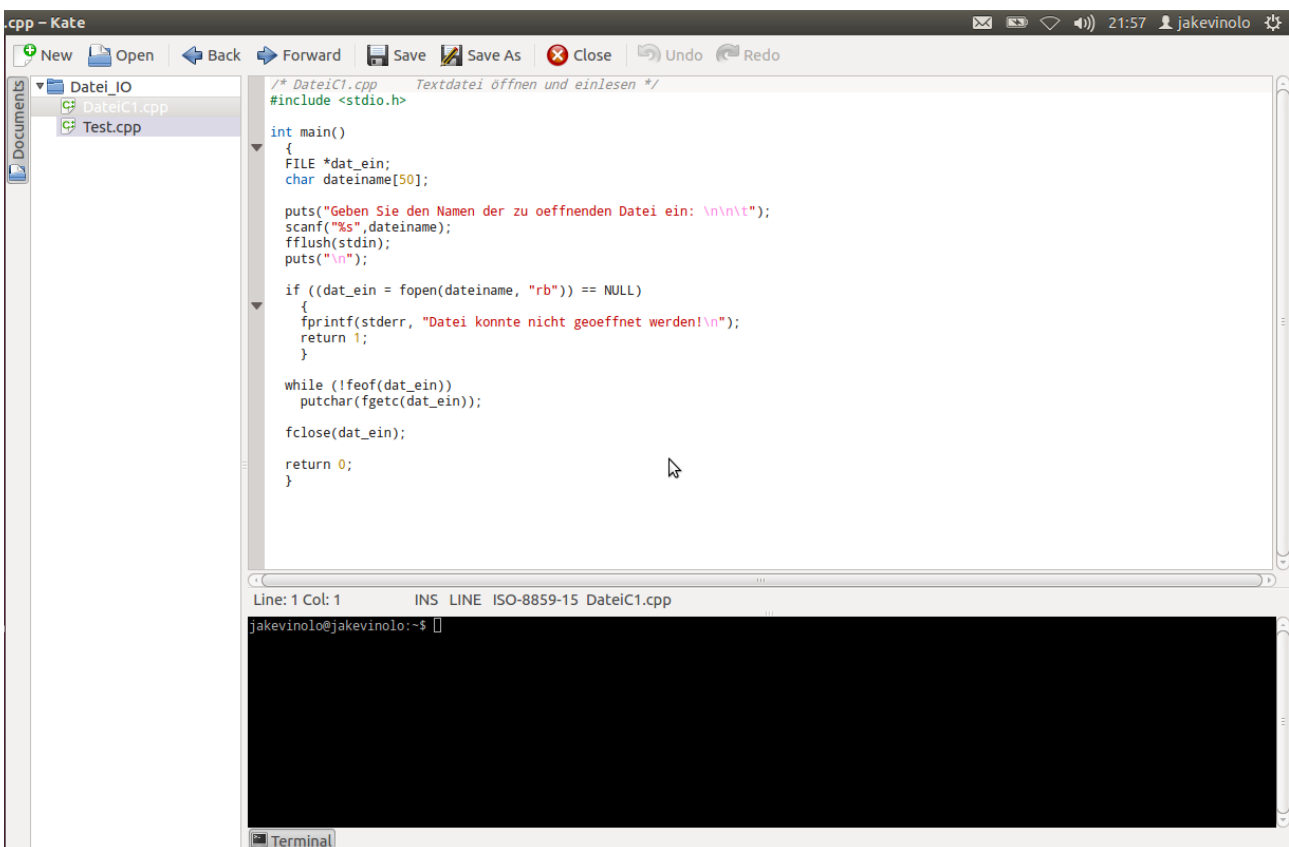 .cpp – Kate
21:57 jakevinolo
New Open Back Forward Save Save As Close Undo Redo
Documents
Datei_IO
DateiC1.cpp
Test.cpp
/* DateiC1.cpp Textdatei öffnen und einlesen */
#include <stdio.h>
int main()
{
FILE *dat_ein;
char dateiname[50];
puts("Geben Sie den Namen der zu oeffnenden Datei ein: \n\n\t");
scanf("%s",dateiname);
fflush(stdin);
puts("\n");
if ((dat_ein = fopen(dateiname, "rb")) == NULL)
{
fprintf(stderr, "Datei konnte nicht geoeffnet werden!\n");
return 1;
}
while (!feof(dat_ein))
putchar(fgetc(dat_ein));
fclose(dat_ein);
return 0;
}
Line: 1 Col: 1 INS LINE ISO-8859-15 DateiC1.cpp
jakevinolo@jakevinolo:~$
Terminal